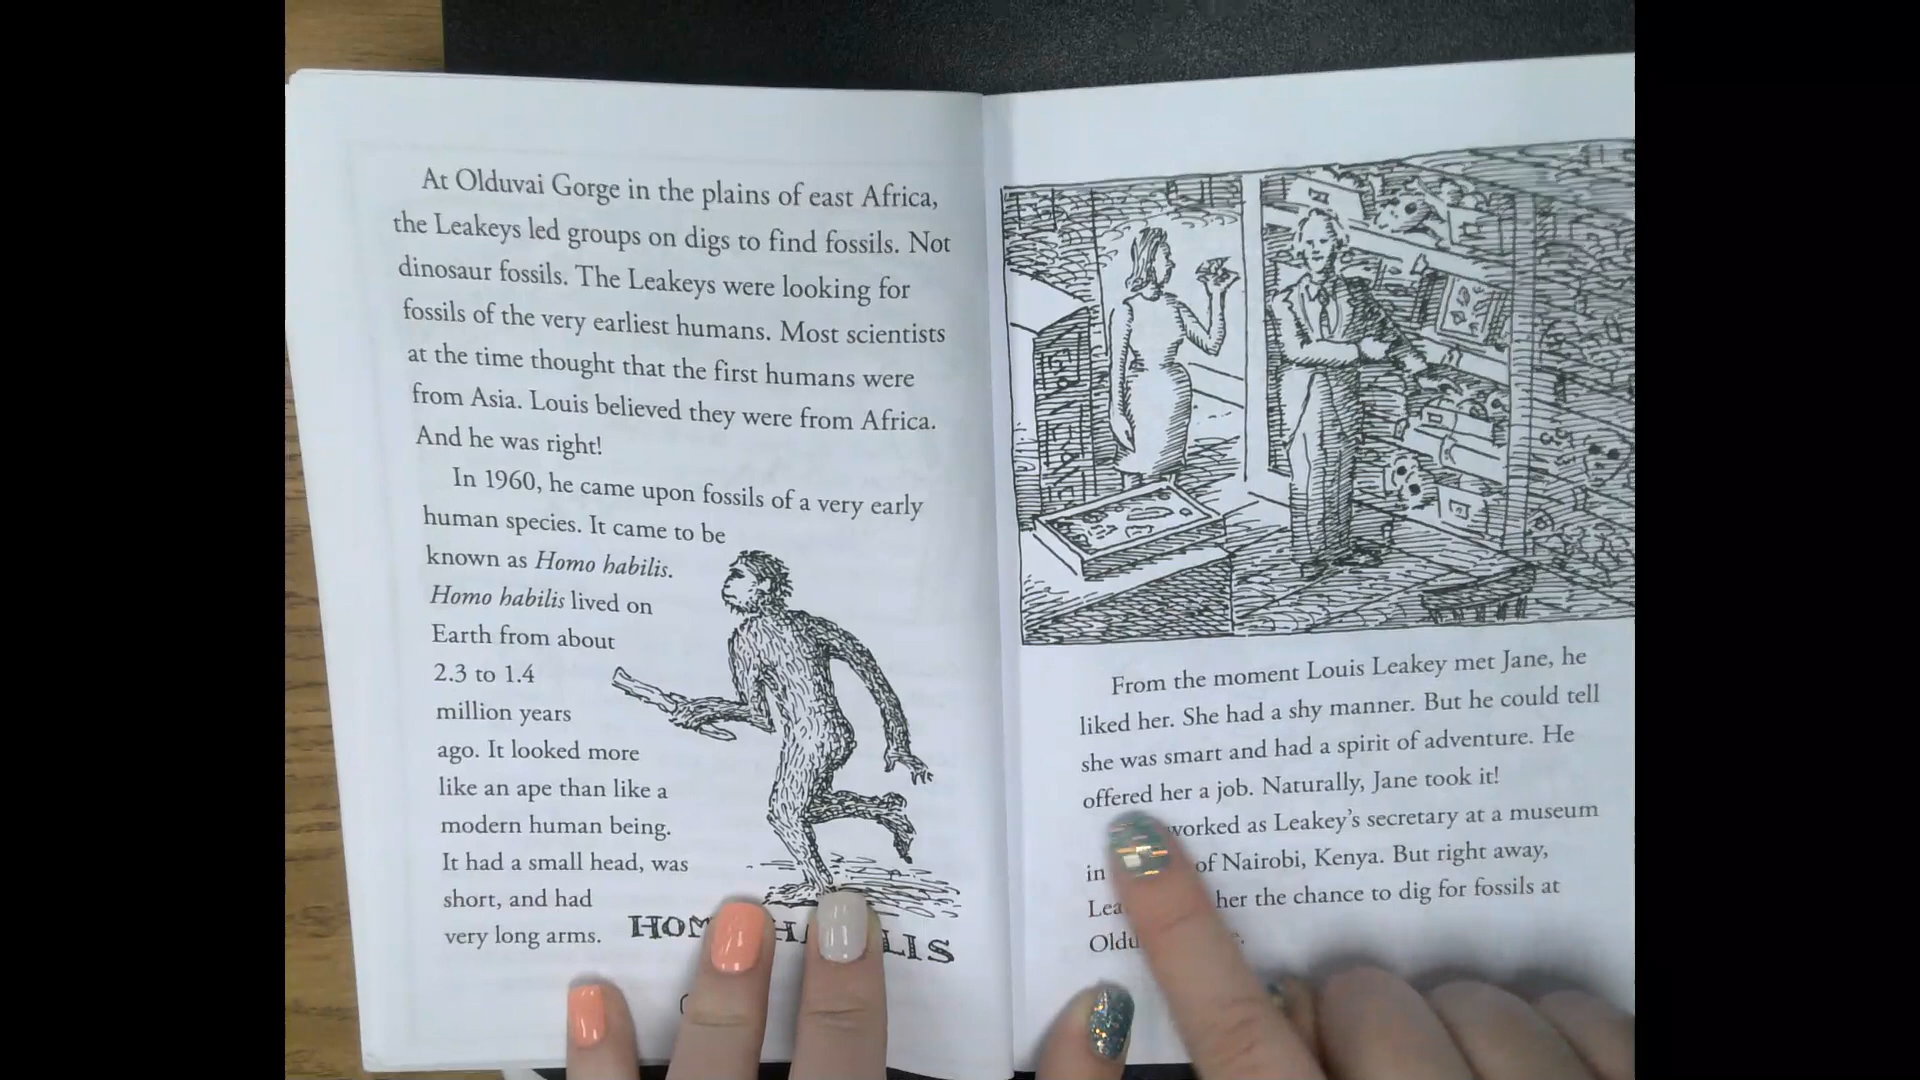 At Olduvai Gorge in the plains of east Africa,
the Leakeys led groups on digs to find fossils. Not
dinosaur fossils. The Leakeys were looking for
fossils of the very earliest humans. Most scientists
at the time thought that the first humans were
from Asia. Louis believed they were from Africa.
And he was right!
In 1960, he came upon fossils of a very early
human species. It came to be
known as Homo habilis.
Homo habilis lived on
Earth from about
2.3 to 1.4
million years
ago. It looked more
like an ape than like a
modern human being.
It had a small head, was
short, and had
very long arms.
From the moment Louis Leakey met Jane, he
liked her. She had a shy manner. But he could tell
she was smart and had a spirit of adventure. He
offered her a job. Naturally, Jane took it!
worked as Leakey's secretary at a museum
in of Nairobi, Kenya. But right away,
her the chance to dig for fossils at